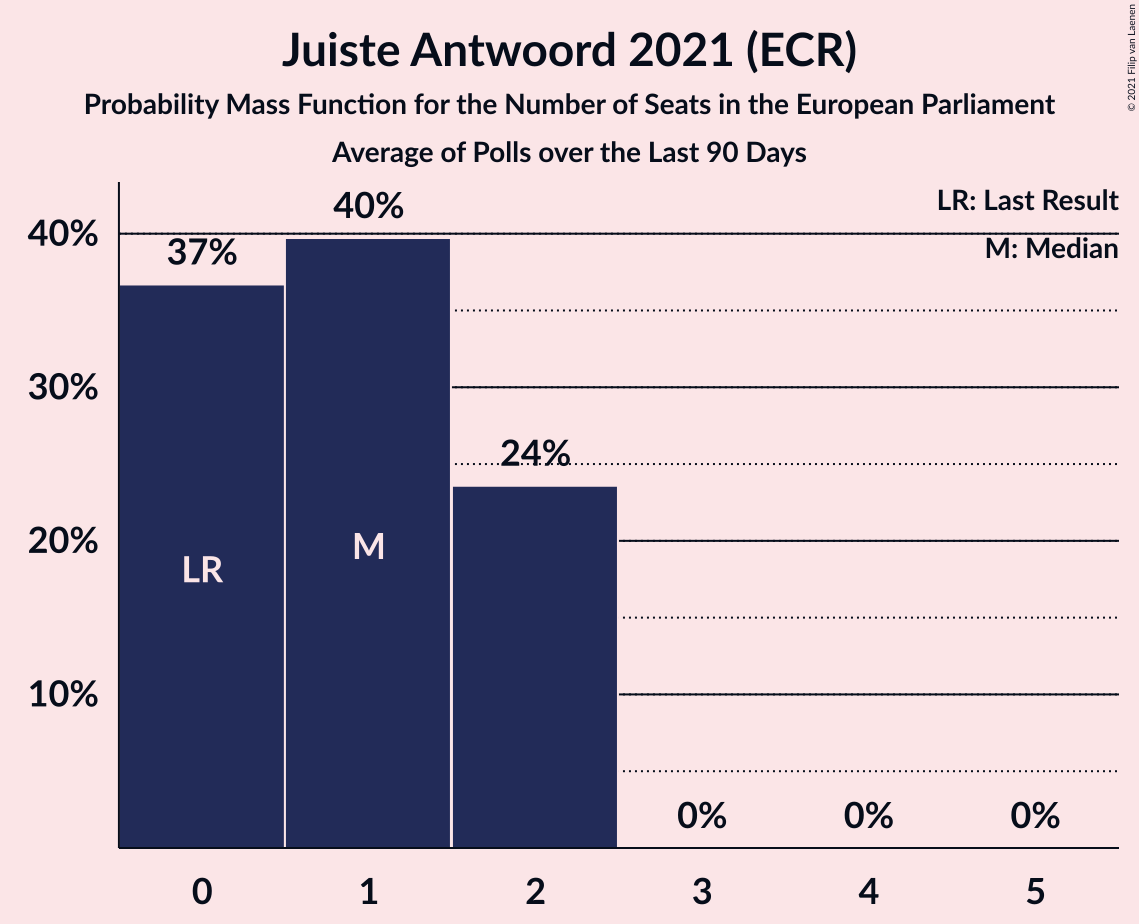 Juiste Antwoord 2021 (ECR)
Probability Mass Function for the Number of Seats in the European Parliament
Average of Polls over the Last 90 Days
© 2021 Filip van Laenen
LR: Last Result
M: Median
40%
30%
20%
10%
37%
40%
24%
0%
0%
0%
LR
M
0 1 2 3 4 5